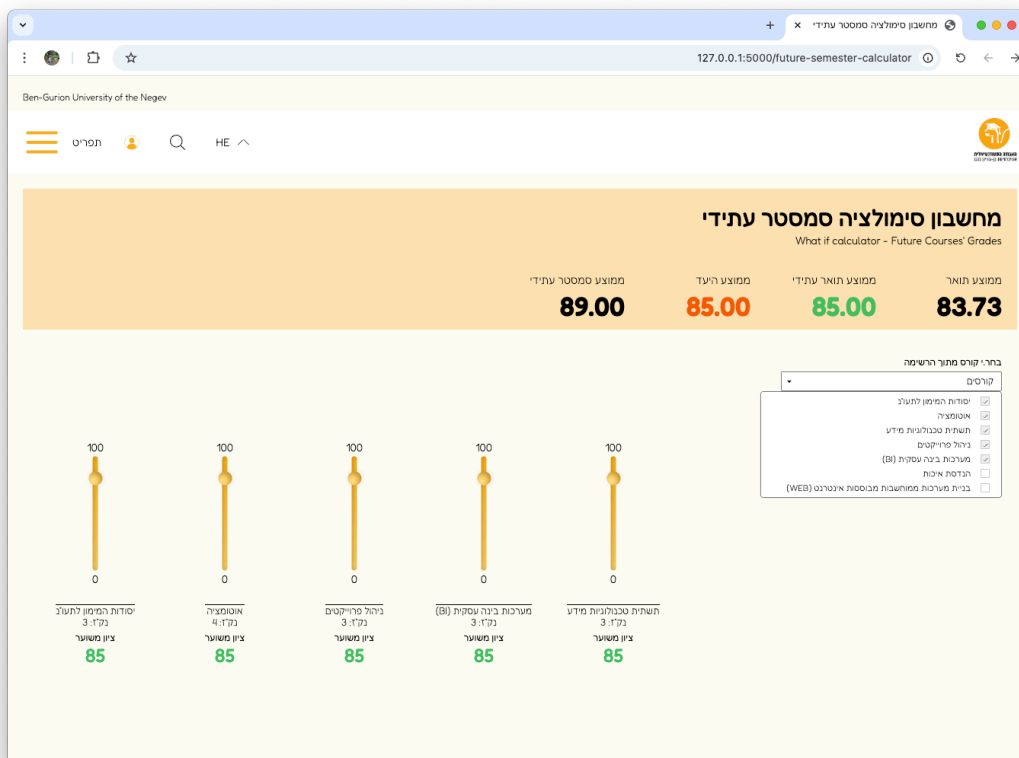 מחשבון סימולציה סמסטר עתידי
127.0.0.1:5000/future-semester-calculator
Ben-Gurion University of the Negev
תפריט
HE
מחשבון סימולציה סמסטר עתידי
What if calculator - Future Courses' Grades
ממוצע תואר
83.73
ממוצע תואר עתידי
85.00
ממוצע היעד
85.00
ממוצע סמסטר עתידי
89.00
בחר.י קורס מתוך הרשימה
קורסים
יסודות המימון לתעו"נ
אוטומציה
תשתית טכנולוגיות מידע
ניהול פרוייקטים
מערכות בינה עסקית (BI)
הנדסת איכות
בניית מערכות ממוחשבות מבוססות אינטרנט (WEB)
100
0
תשתית טכנולוגיות מידע
נק"ז: 3
ציון משוער
85
100
0
מערכות בינה עסקית (BI)
נק"ז: 3
ציון משוער
85
100
0
ניהול פרוייקטים
נק"ז: 3
ציון משוער
85
100
0
אוטומציה
נק"ז: 4
ציון משוער
85
100
0
יסודות המימון לתעו"נ
נק"ז: 3
ציון משוער
85